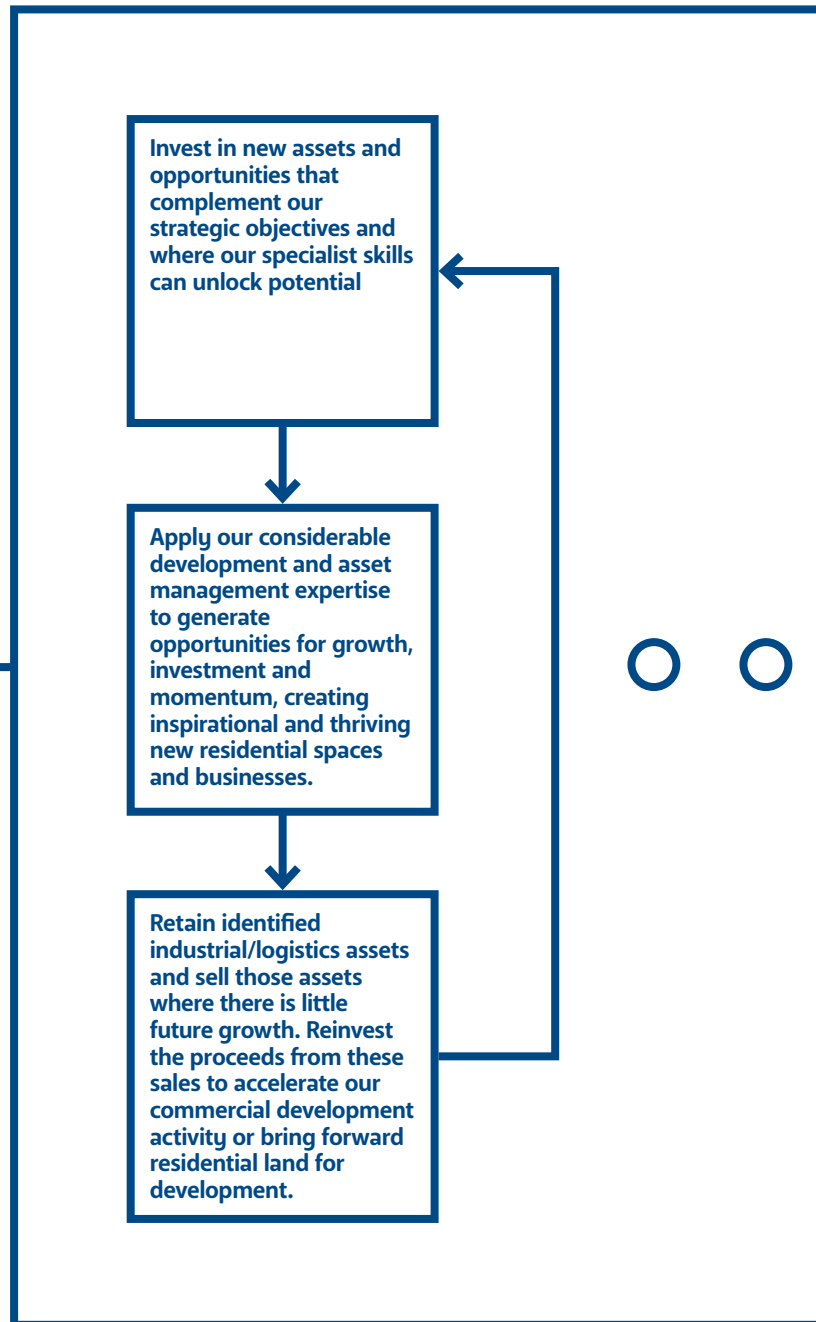 Invest in new assets and
opportunities that
complement our
strategic objectives and
where our specialist skills
can unlock potential
Apply our considerable
development and asset
management expertise
to generate
opportunities for growth,
investment and
momentum, creating
inspirational and thriving
new residential spaces
and businesses.
Retain identified
industrial/logistics assets
and sell those assets
where there is little
future growth. Reinvest
the proceeds from these
sales to accelerate our
commercial development
activity or bring forward
residential land for
development.